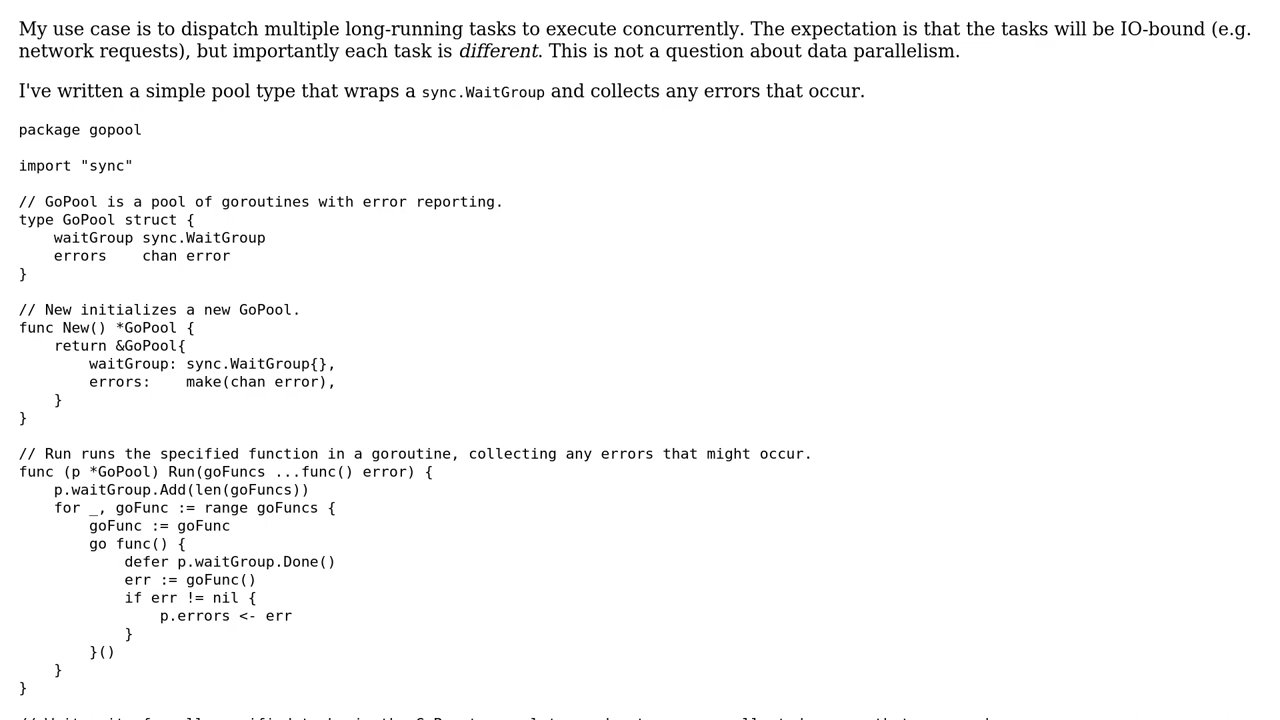 My use case is to dispatch multiple long-running tasks to execute concurrently. The expectation is that the tasks will be IO-bound (e.g.
network requests), but importantly each task is different. This is not a question about data parallelism.
I've written a simple pool type that wraps a sync.WaitGroup and collects any errors that occur.
package gopool
import "sync"
// GoPool is a pool of goroutines with error reporting.
type GoPool struct {
    waitGroup sync.WaitGroup
    errors    chan error
}
// New initializes a new GoPool.
func New() *GoPool {
    return &GoPool{
        waitGroup: sync.WaitGroup{},
        errors:    make(chan error),
    }
}
// Run runs the specified function in a goroutine, collecting any errors that might occur.
func (p *GoPool) Run(goFuncs ...func() error) {
    p.waitGroup.Add(len(goFuncs))
    for _, goFunc := range goFuncs {
        goFunc := goFunc
        go func() {
            defer p.waitGroup.Done()
            err := goFunc()
            if err != nil {
                p.errors <- err
            }
        }()
    }
}